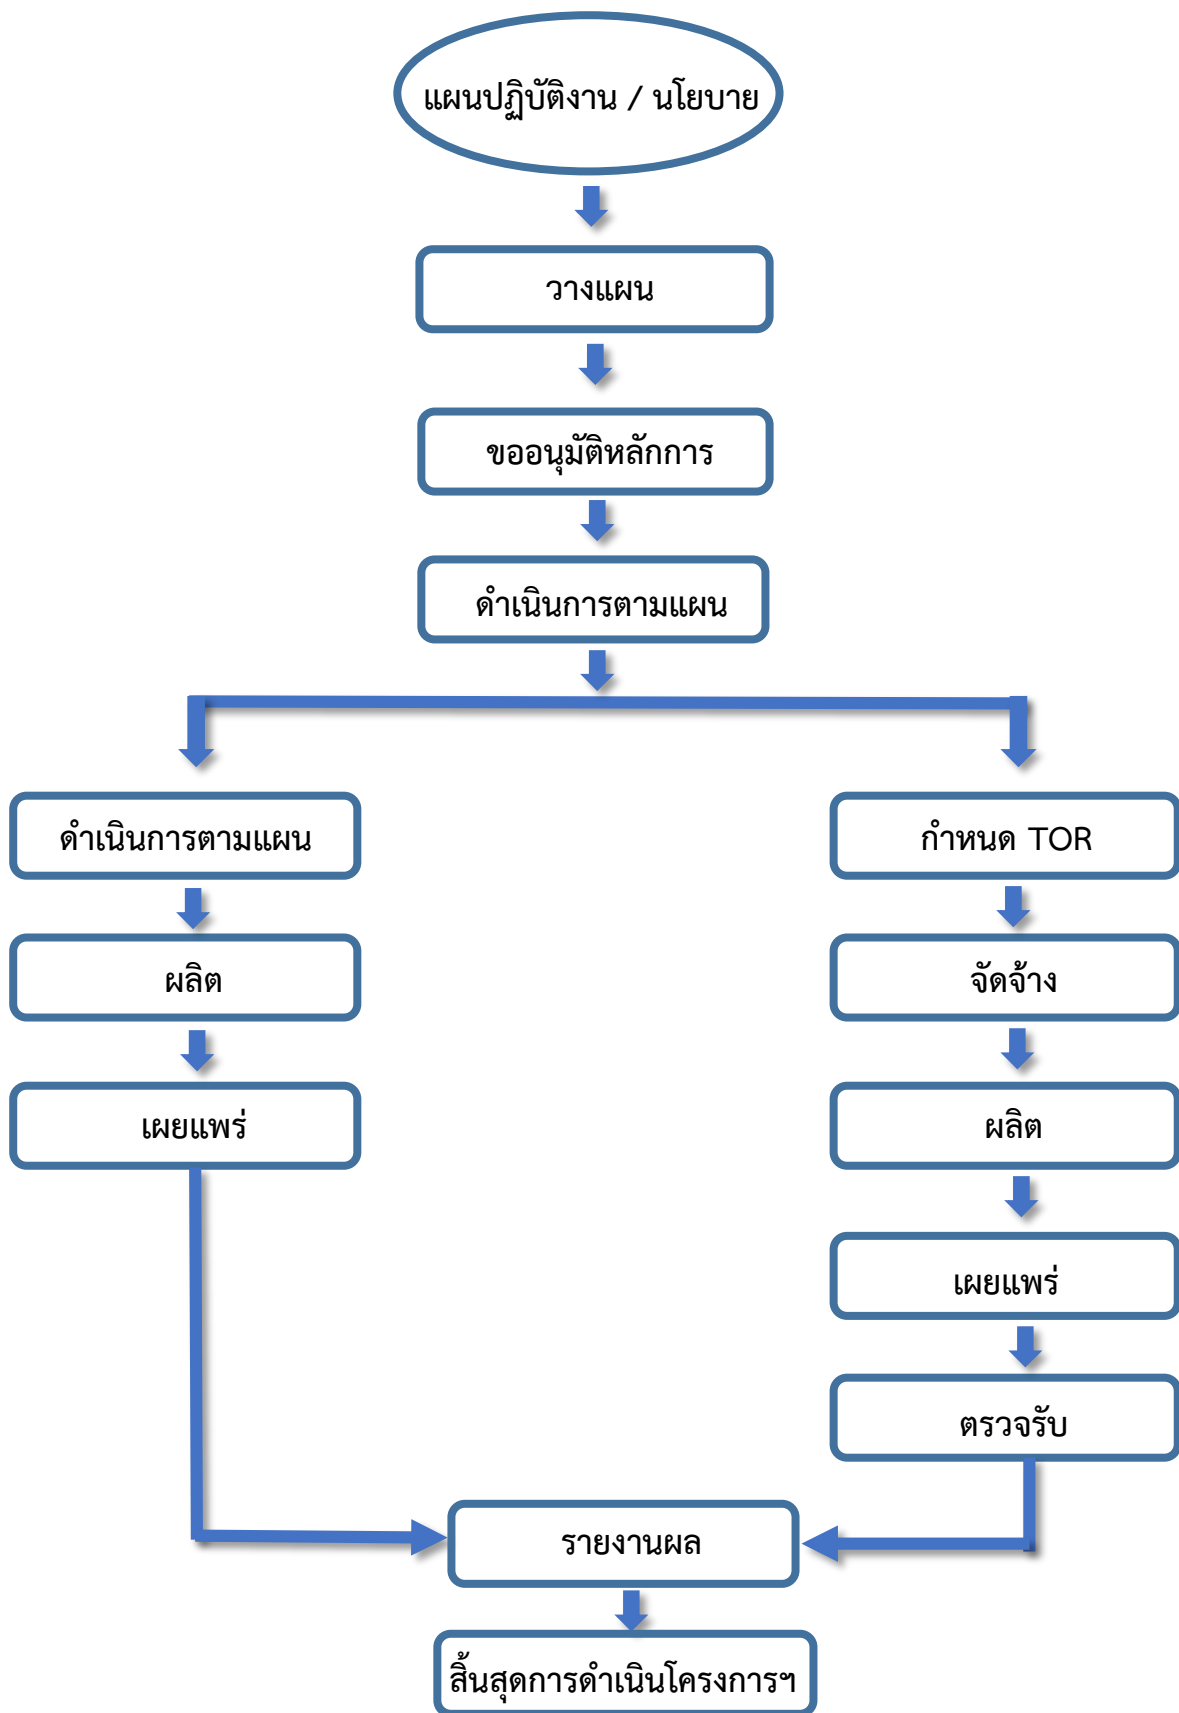 แผนปฏิบัติงาน / นโยบาย
วางแผน
ขออนุมัติหลักการ
ดำเนินการตามแผน
ดำเนินการตามแผน
ผลิต
เผยแพร่
กำหนด TOR
จัดจ้าง
ผลิต
เผยแพร่
ตรวจรับ
รายงานผล
สิ้นสุดการดำเนินโครงการฯ